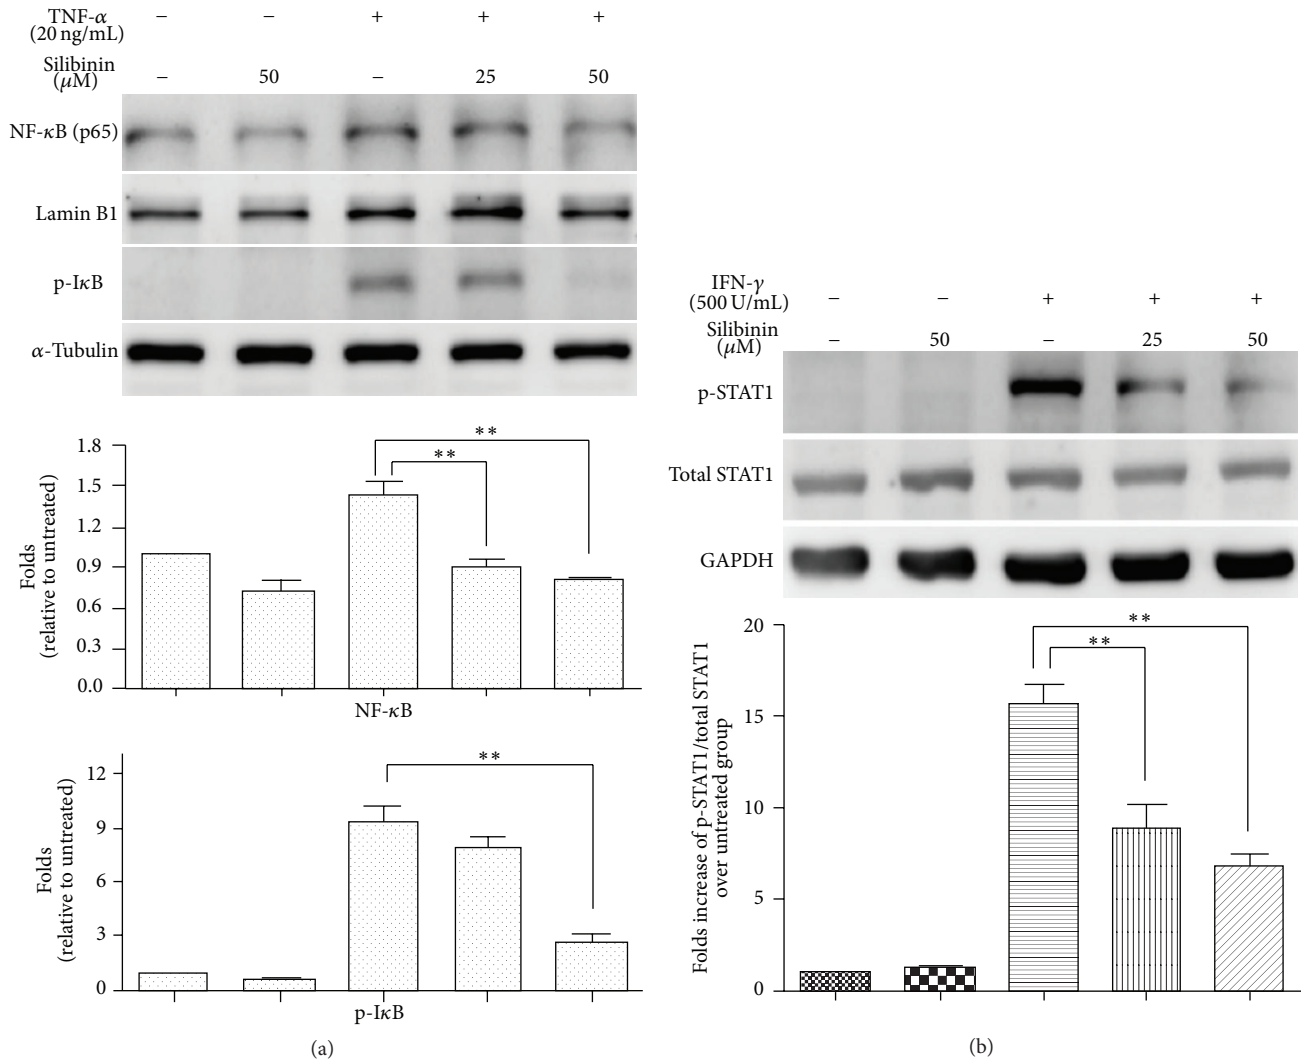 TNF-α
(20 ng/mL)
− − + + +
Silibinin
(μM)
− 50 − 25 50
NF-κB (p65)
Lamin B1
p-IκB
α-Tubulin
** 
**
1.8
1.5
1.2
0.9
0.6
0.3
0.0
Folds
(relative to untreated)
NF-κB
**
12
9
6
3
0
Folds
(relative to untreated)
p-IκB
(a)
IFN-γ
(500 U/mL)
− − + + +
Silibinin
(μM)
− 50 − 25 50
p-STAT1
Total STAT1
GAPDH
**
**
20
15
10
5
0
Folds increase of p-STAT1/total STAT1
over untreated group
(b)